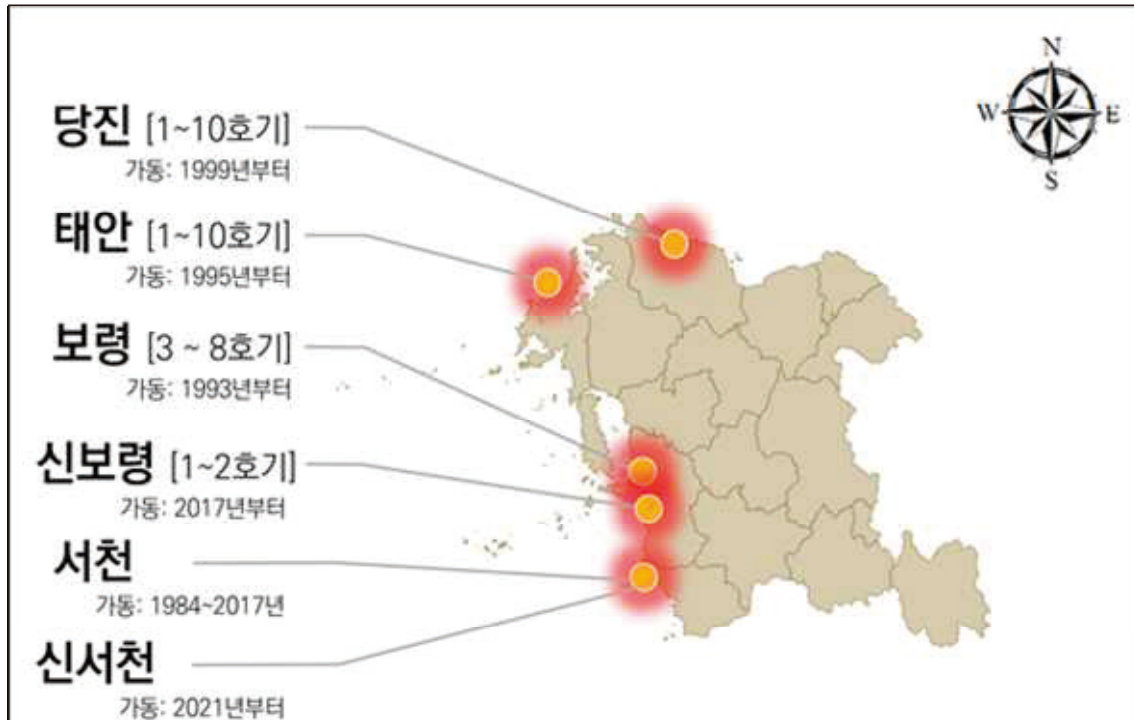 N
W E
S
당진 [1~10호기]
가동: 1999년부터
태안 [1~10호기]
가동: 1995년부터
보령 [3 ~ 8호기]
가동: 1993년부터
신보령 [1~2호기]
가동: 2017년부터
서천
가동: 1984~2017년
신서천
가동: 2021년부터